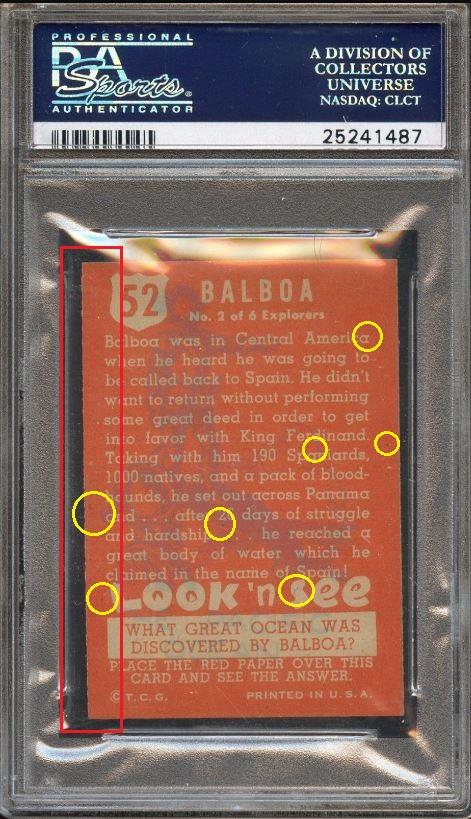 PROFESSIONAL
PSA
Sports
AUTHENTICATOR
A DIVISION OF
COLLECTORS
UNIVERSE
NASDAQ: CLCT
25241487
52
BALBOA
No. 2 of 6 Explorers
Balboa was in Central America
when he heard he was going to
be called back to Spain. He didn't
want to return without performing
some great deed in order to get
into favor with King Ferdinand.
Taking with him 190 Spaniards,
1000 natives, and a pack of blood-
hounds, he set out across Panama
and . . . after days of struggle
and hardship . . . he reached a
great body of water which he
claimed in the name of Spain!
LOOK 'n SEE
WHAT GREAT OCEAN WAS
DISCOVERED BY BALBOA?
PLACE THE RED PAPER OVER THIS
CARD AND SEE THE ANSWER.
© T.C.G. PRINTED IN U.S.A.